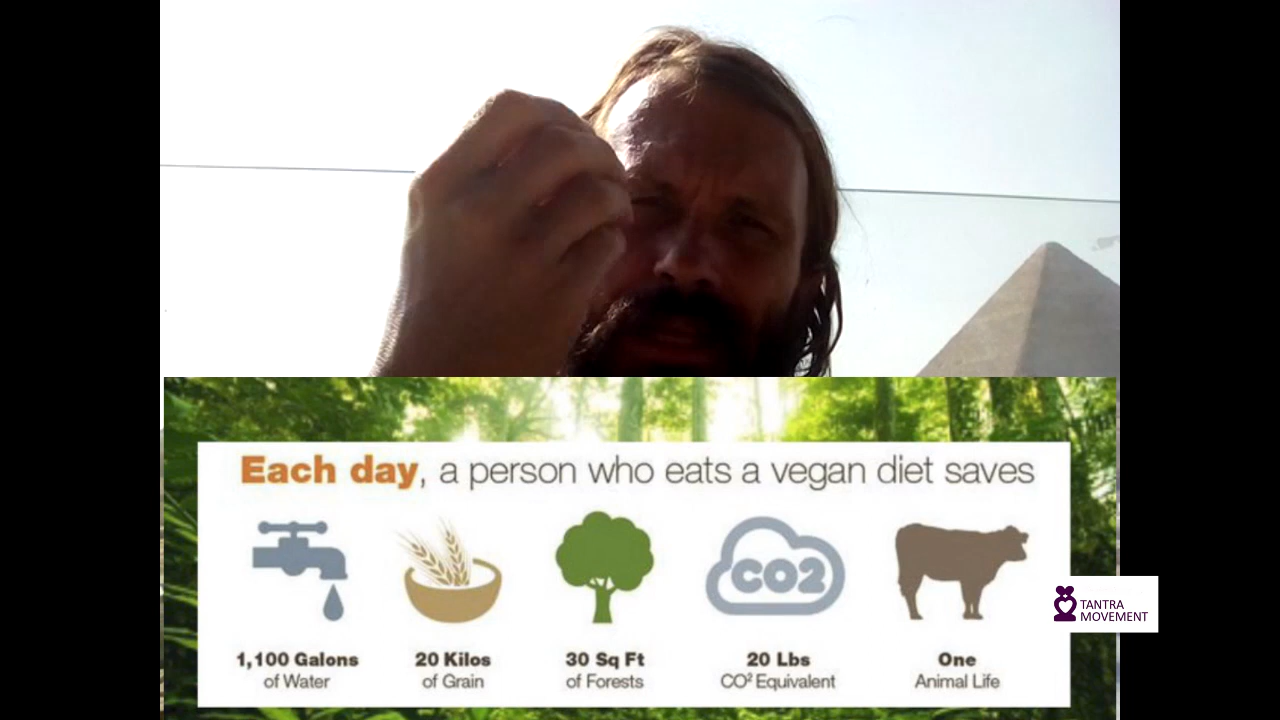 Each day, a person who eats a vegan diet saves
CO2
1,100 Galons
of Water
20 Kilos
of Grain
30 Sq Ft
of Forests
20 Lbs
CO² Equivalent
One
Animal Life
TANTRA
MOVEMENT